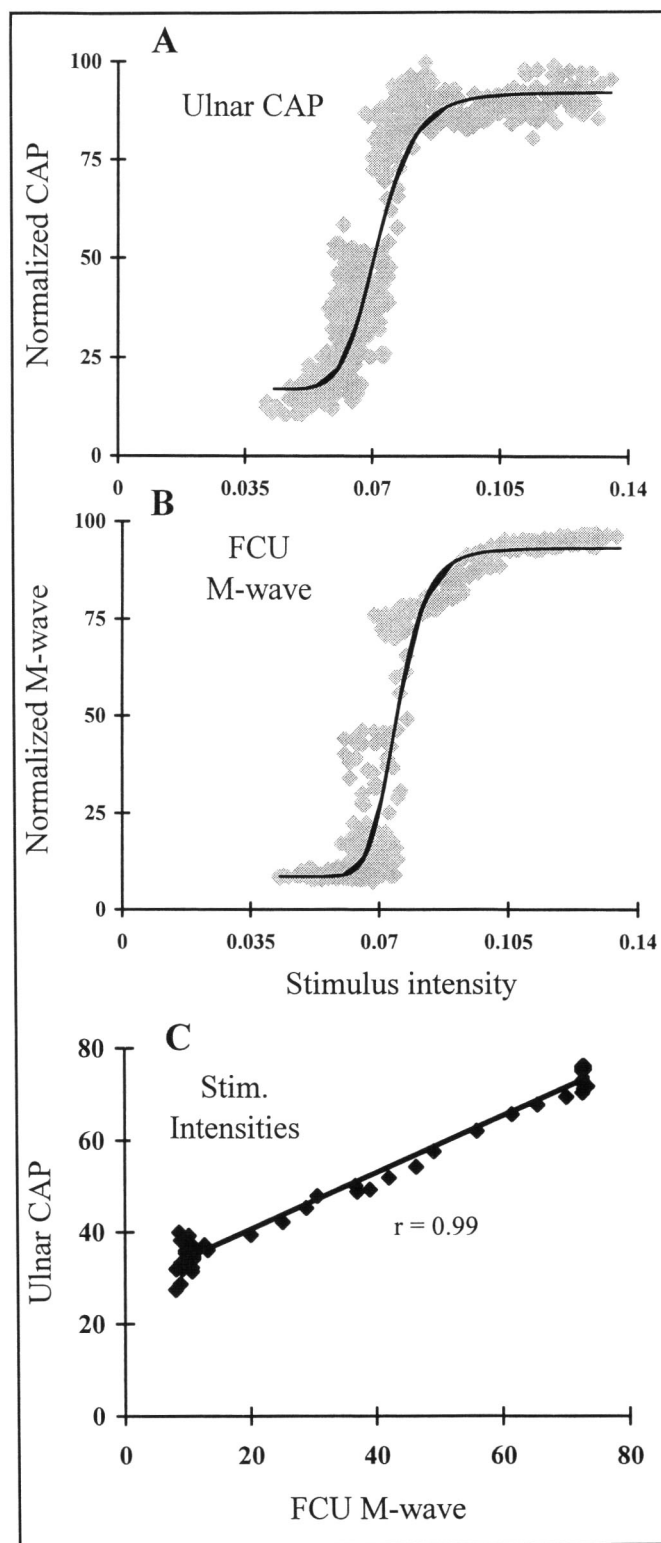 A
Ulnar CAP
Normalized CAP
100
75
50
25
0
0 0.035 0.07 0.105 0.14
B
FCU
M-wave
Normalized M-wave
100
75
50
25
0
0 0.035 0.07 0.105 0.14
Stimulus intensity
C
Stim.
Intensities
Ulnar CAP
80
60
40
20
0
r = 0.99
0 20 40 60 80
FCU M-wave